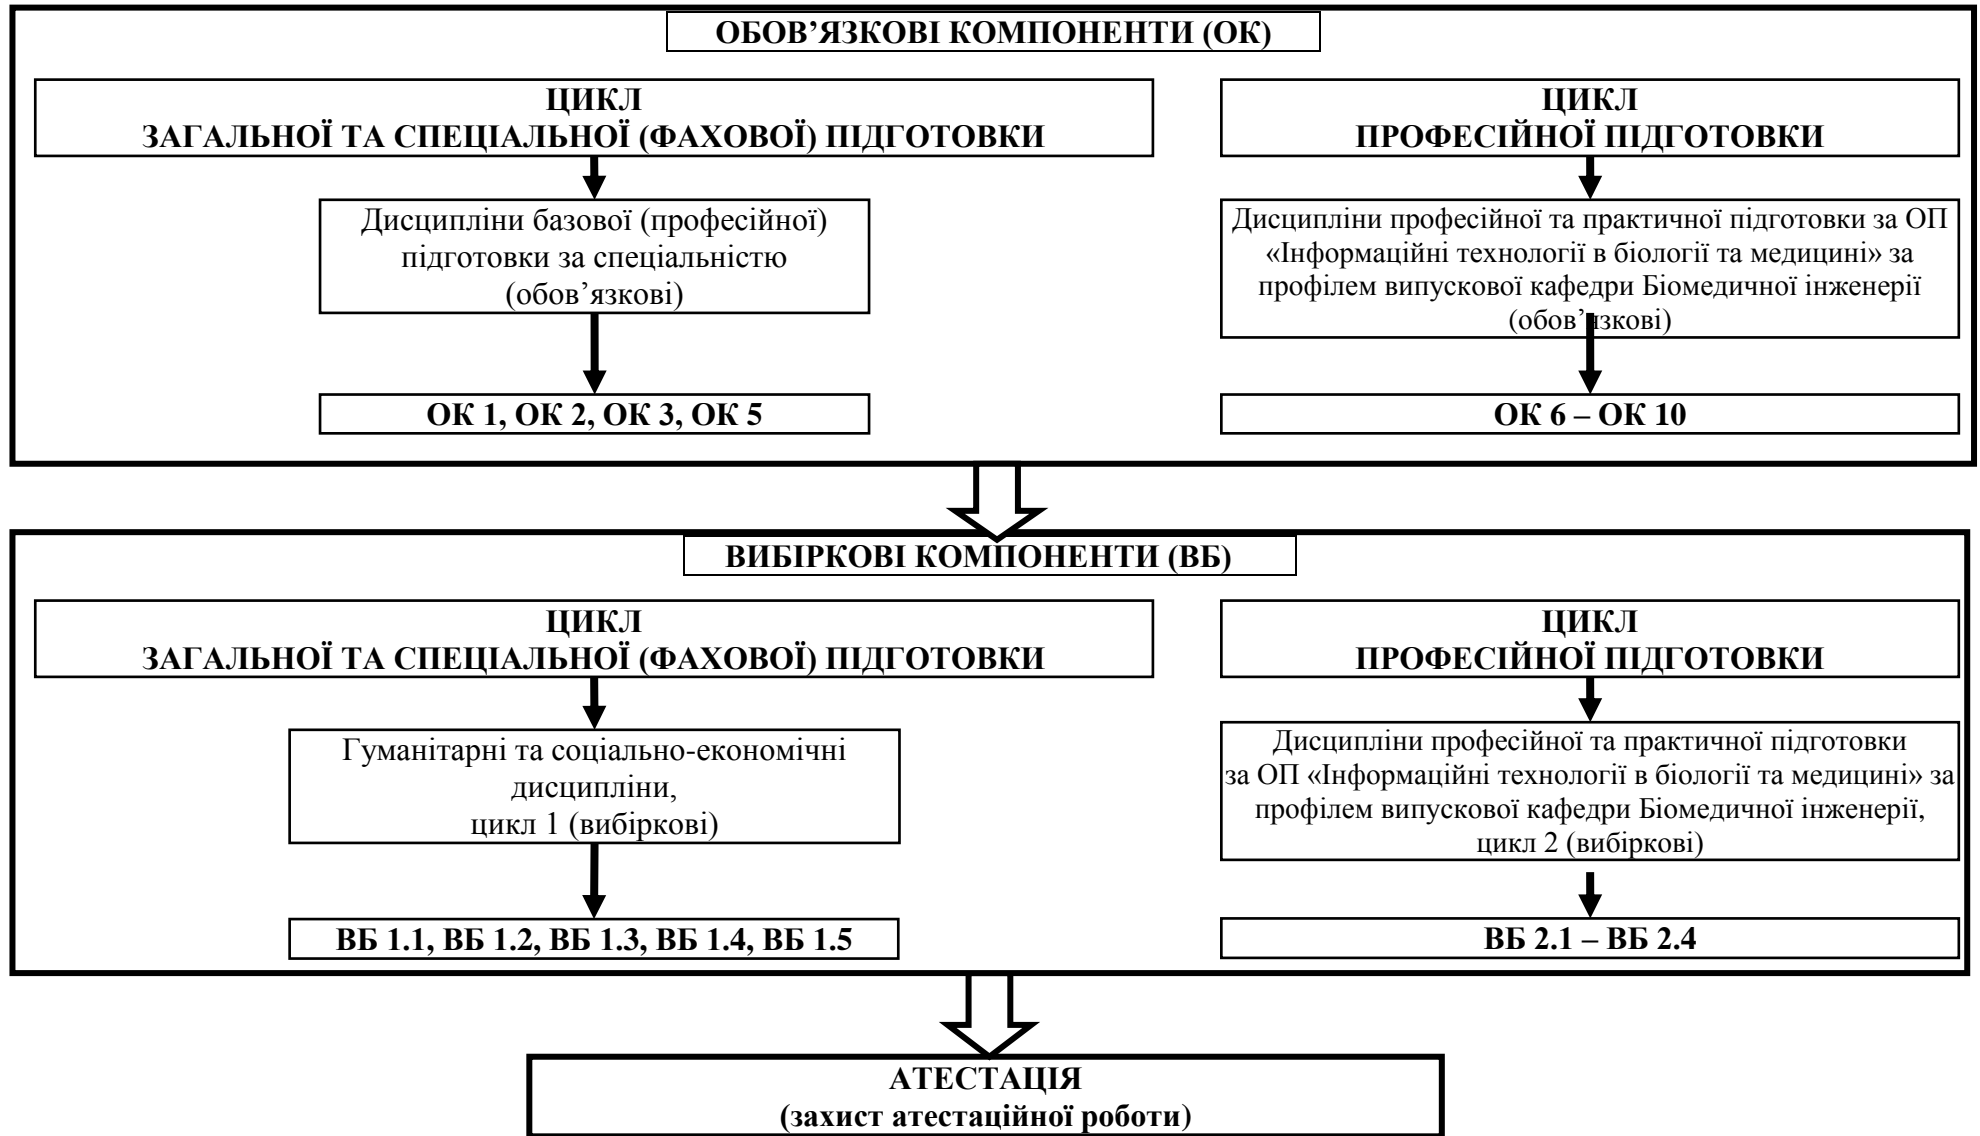 ОБОВ’ЯЗКОВІ КОМПОНЕНТИ (ОК)
ЦИКЛ
ЗАГАЛЬНОЇ ТА СПЕЦІАЛЬНОЇ (ФАХОВОЇ) ПІДГОТОВКИ
Дисципліни базової (професійної)
підготовки за спеціальністю
(обов’язкові)
ОК 1, ОК 2, ОК 3, ОК 5
ЦИКЛ
ПРОФЕСІЙНОЇ ПІДГОТОВКИ
Дисципліни професійної та практичної підготовки за ОП
«Інформаційні технології в біології та медицині» за
профілем випускової кафедри Біомедичної інженерії
(обов’язкові)
ОК 6 – ОК 10
ВИБІРКОВІ КОМПОНЕНТИ (ВБ)
ЦИКЛ
ЗАГАЛЬНОЇ ТА СПЕЦІАЛЬНОЇ (ФАХОВОЇ) ПІДГОТОВКИ
Гуманітарні та соціально-економічні
дисципліни,
цикл 1 (вибіркові)
ВБ 1.1, ВБ 1.2, ВБ 1.3, ВБ 1.4, ВБ 1.5
ЦИКЛ
ПРОФЕСІЙНОЇ ПІДГОТОВКИ
Дисципліни професійної та практичної підготовки
за ОП «Інформаційні технології в біології та медицині» за
профілем випускової кафедри Біомедичної інженерії,
цикл 2 (вибіркові)
ВБ 2.1 – ВБ 2.4
АТЕСТАЦІЯ
(захист атестаційної роботи)